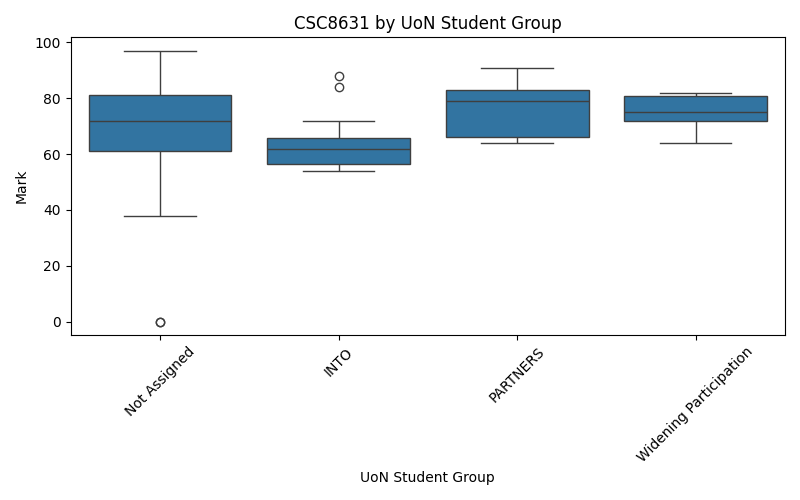 CSC8631 by UoN Student Group
Mark
100
80
60
40
20
0
Not Assigned
INTO
PARTNERS
Widening Participation
UoN Student Group